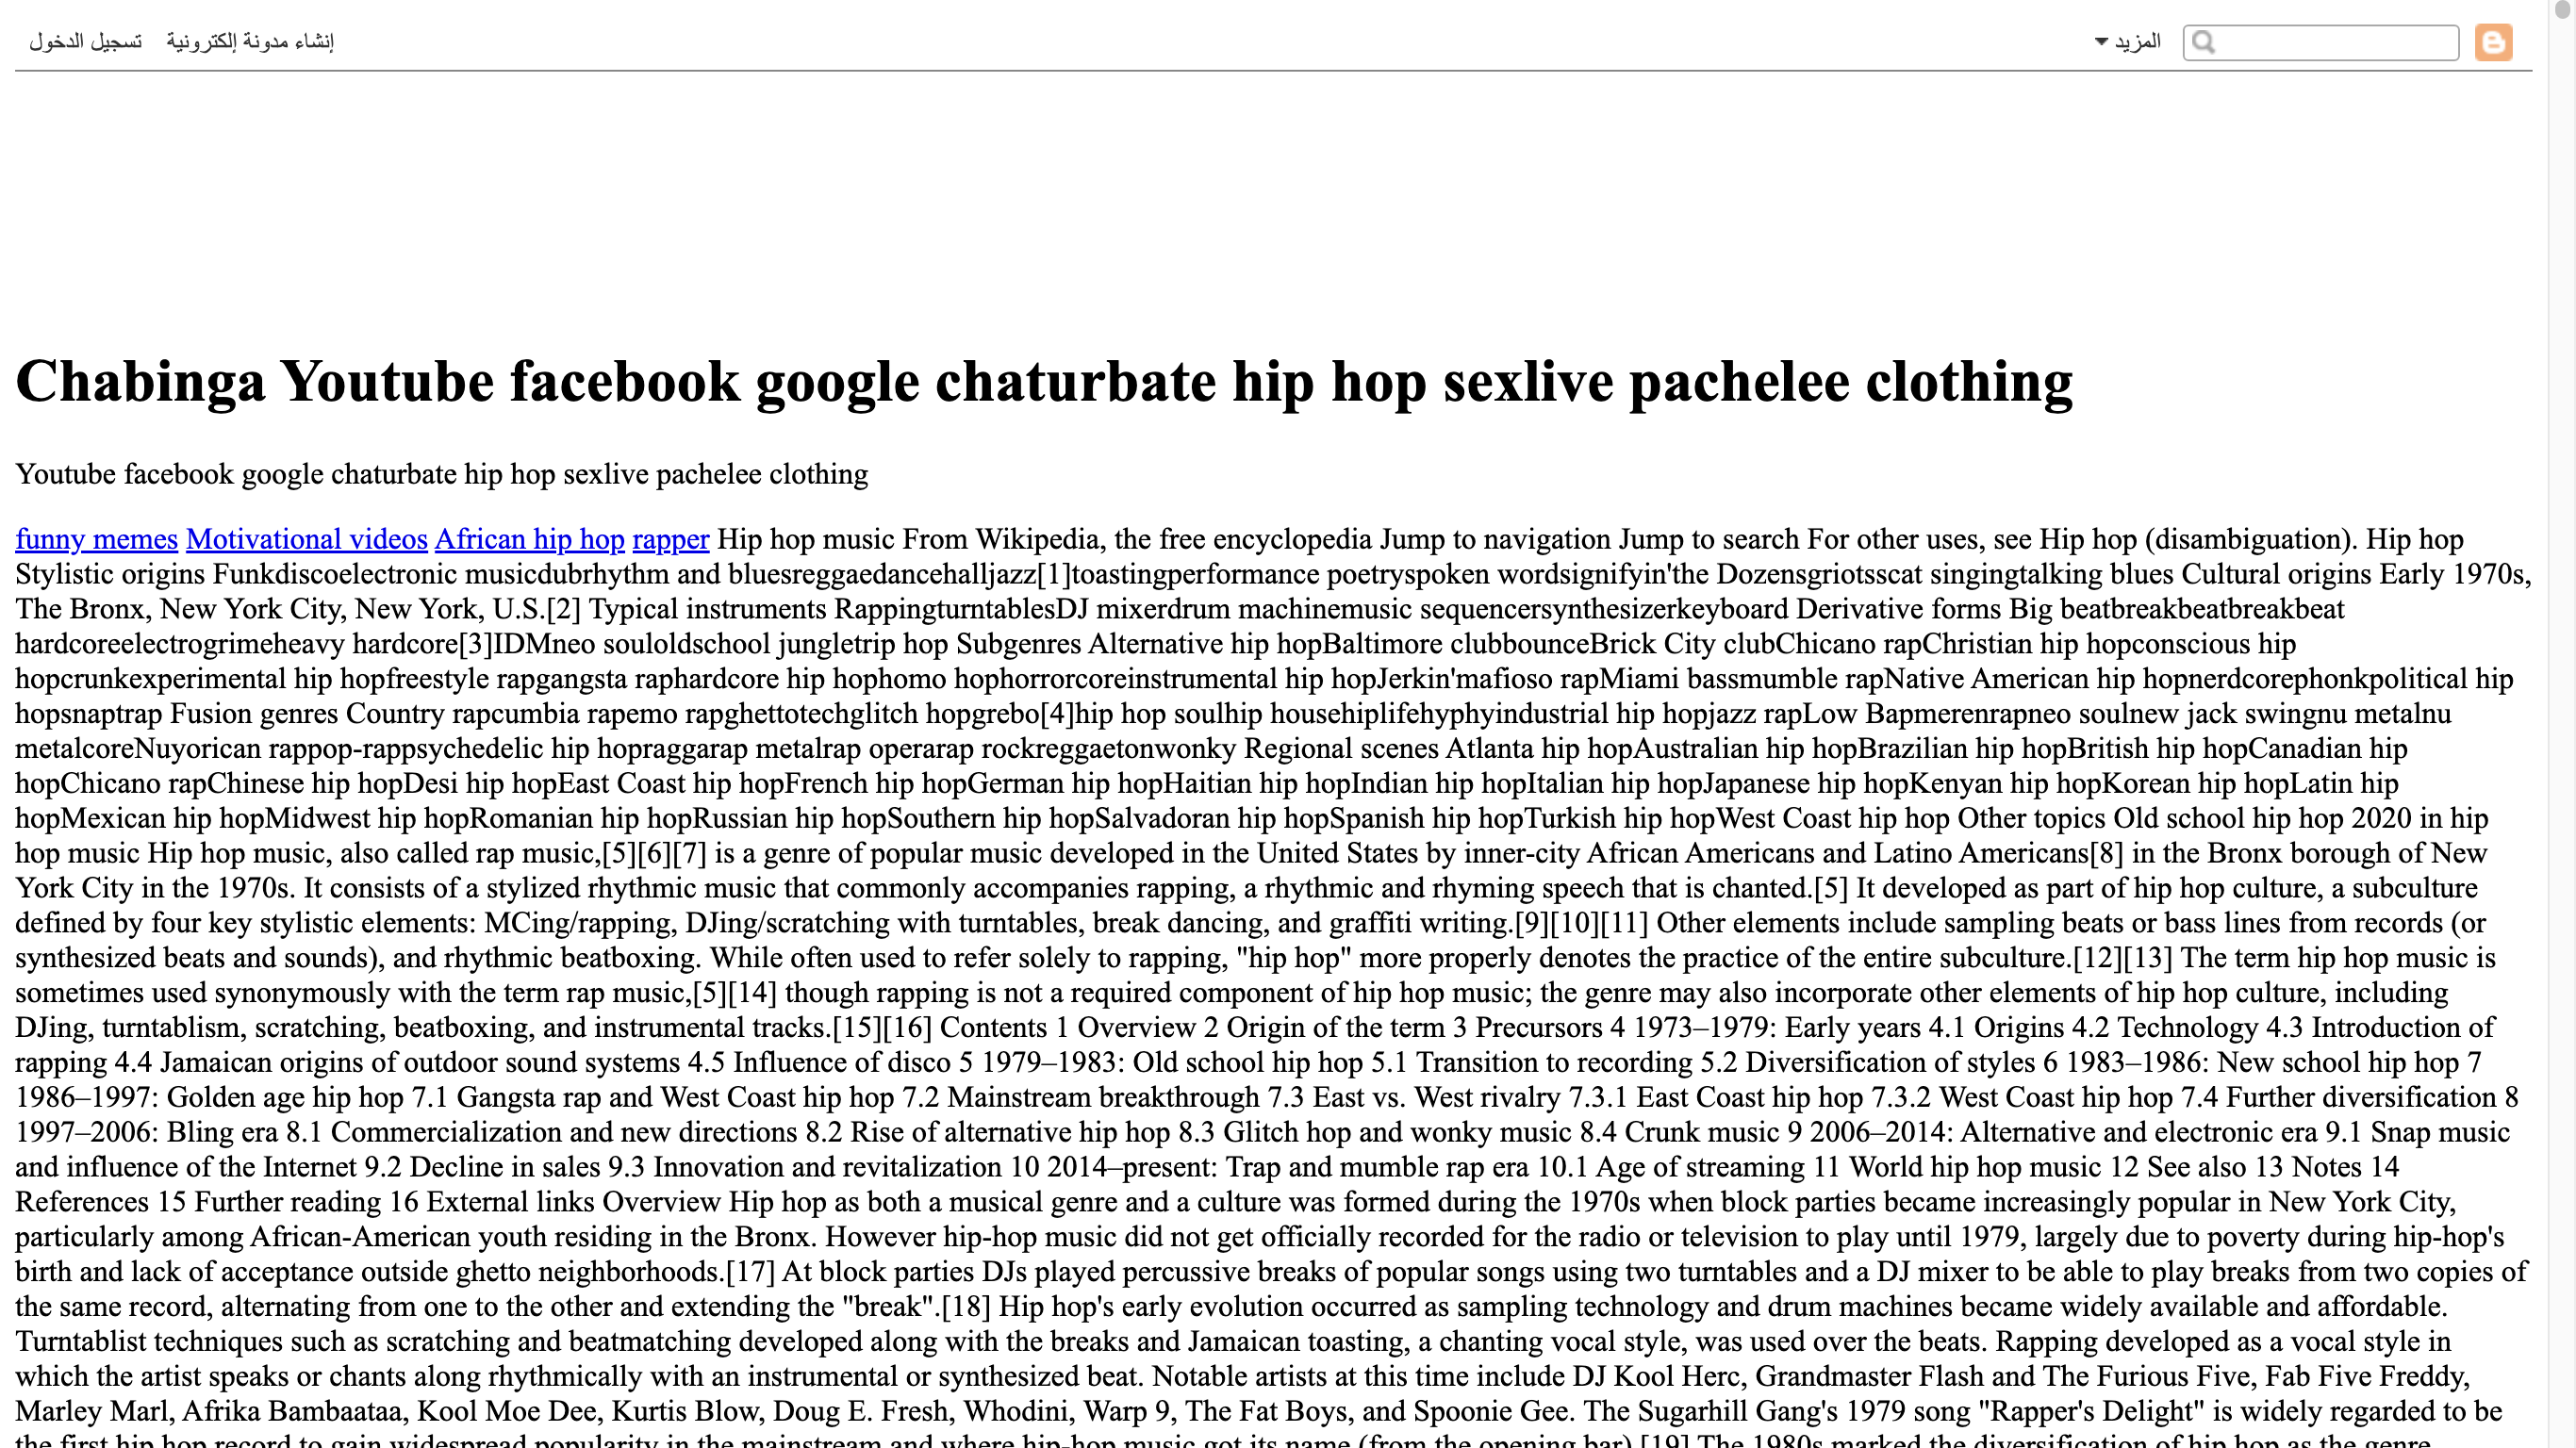 تسجيل الدخول إنشاء مدونة إلكترونية المزيد
Chabinga Youtube facebook google chaturbate hip hop sexlive pachelee clothing
Youtube facebook google chaturbate hip hop sexlive pachelee clothing
funny memes Motivational videos African hip hop rapper Hip hop music From Wikipedia, the free encyclopedia Jump to navigation Jump to search For other uses, see Hip hop (disambiguation). Hip hop
Stylistic origins Funkdiscoelectronic musicdubrhythm and bluesreggaedancehalljazz[1]toastingperformance poetryspoken wordsignifyin'the Dozensgriotsscat singingtalking blues Cultural origins Early 1970s,
The Bronx, New York City, New York, U.S.[2] Typical instruments RappingturntablesDJ mixerdrum machinemusic sequencersynthesizerkeyboard Derivative forms Big beatbreakbeatbreakbeat
hardcoreelectrogrimeheavy hardcore[3]IDMneo souloldschool jungletrip hop Subgenres Alternative hip hopBaltimore clubbounceBrick City clubChicano rapChristian hip hopconscious hip
hopcrunkexperimental hip hopfreestyle rapgangsta raphardcore hip hophomo hophorrorcoreinstrumental hip hopJerkin'mafioso rapMiami bassmumble rapNative American hip hopnerdcorephonkpolitical hip
hopsnaptrap Fusion genres Country rapcumbia rapemo rapghettotechglitch hopgrebo[4]hip hop soulhip househiplifehyphyindustrial hip hopjazz rapLow Bapmerenrapneo soulnew jack swingnu metalnu
metalcoreNuyorican rappop-rappsychedelic hip hopraggarap metalrap operarap rockreggaetonwonky Regional scenes Atlanta hip hopAustralian hip hopBrazilian hip hopBritish hip hopCanadian hip
hopChicano rapChinese hip hopDesi hip hopEast Coast hip hopFrench hip hopGerman hip hopHaitian hip hopIndian hip hopItalian hip hopJapanese hip hopKenyan hip hopKorean hip hopLatin hip
hopMexican hip hopMidwest hip hopRomanian hip hopRussian hip hopSouthern hip hopSalvadoran hip hopSpanish hip hopTurkish hip hopWest Coast hip hop Other topics Old school hip hop 2020 in hip
hop music Hip hop music, also called rap music,[5][6][7] is a genre of popular music developed in the United States by inner-city African Americans and Latino Americans[8] in the Bronx borough of New
York City in the 1970s. It consists of a stylized rhythmic music that commonly accompanies rapping, a rhythmic and rhyming speech that is chanted.[5] It developed as part of hip hop culture, a subculture
defined by four key stylistic elements: MCing/rapping, DJing/scratching with turntables, break dancing, and graffiti writing.[9][10][11] Other elements include sampling beats or bass lines from records (or
synthesized beats and sounds), and rhythmic beatboxing. While often used to refer solely to rapping, "hip hop" more properly denotes the practice of the entire subculture.[12][13] The term hip hop music is
sometimes used synonymously with the term rap music,[5][14] though rapping is not a required component of hip hop music; the genre may also incorporate other elements of hip hop culture, including
DJing, turntablism, scratching, beatboxing, and instrumental tracks.[15][16] Contents 1 Overview 2 Origin of the term 3 Precursors 4 1973–1979: Early years 4.1 Origins 4.2 Technology 4.3 Introduction of
rapping 4.4 Jamaican origins of outdoor sound systems 4.5 Influence of disco 5 1979–1983: Old school hip hop 5.1 Transition to recording 5.2 Diversification of styles 6 1983–1986: New school hip hop 7
1986–1997: Golden age hip hop 7.1 Gangsta rap and West Coast hip hop 7.2 Mainstream breakthrough 7.3 East vs. West rivalry 7.3.1 East Coast hip hop 7.3.2 West Coast hip hop 7.4 Further diversification 8
1997–2006: Bling era 8.1 Commercialization and new directions 8.2 Rise of alternative hip hop 8.3 Glitch hop and wonky music 8.4 Crunk music 9 2006–2014: Alternative and electronic era 9.1 Snap music
and influence of the Internet 9.2 Decline in sales 9.3 Innovation and revitalization 10 2014–present: Trap and mumble rap era 10.1 Age of streaming 11 World hip hop music 12 See also 13 Notes 14
References 15 Further reading 16 External links Overview Hip hop as both a musical genre and a culture was formed during the 1970s when block parties became increasingly popular in New York City,
particularly among African-American youth residing in the Bronx. However hip-hop music did not get officially recorded for the radio or television to play until 1979, largely due to poverty during hip-hop's
birth and lack of acceptance outside ghetto neighborhoods.[17] At block parties DJs played percussive breaks of popular songs using two turntables and a DJ mixer to be able to play breaks from two copies of
the same record, alternating from one to the other and extending the "break".[18] Hip hop's early evolution occurred as sampling technology and drum machines became widely available and affordable.
Turntablist techniques such as scratching and beatmatching developed along with the breaks and Jamaican toasting, a chanting vocal style, was used over the beats. Rapping developed as a vocal style in
which the artist speaks or chants along rhythmically with an instrumental or synthesized beat. Notable artists at this time include DJ Kool Herc, Grandmaster Flash and The Furious Five, Fab Five Freddy,
Marley Marl, Afrika Bambaataa, Kool Moe Dee, Kurtis Blow, Doug E. Fresh, Whodini, Warp 9, The Fat Boys, and Spoonie Gee. The Sugarhill Gang's 1979 song "Rapper's Delight" is widely regarded to be
the first hip hop record to gain widespread popularity in the mainstream and where hip-hop music got its name (from the opening bar).[19] The 1980s marked the diversification of hip hop as the genre